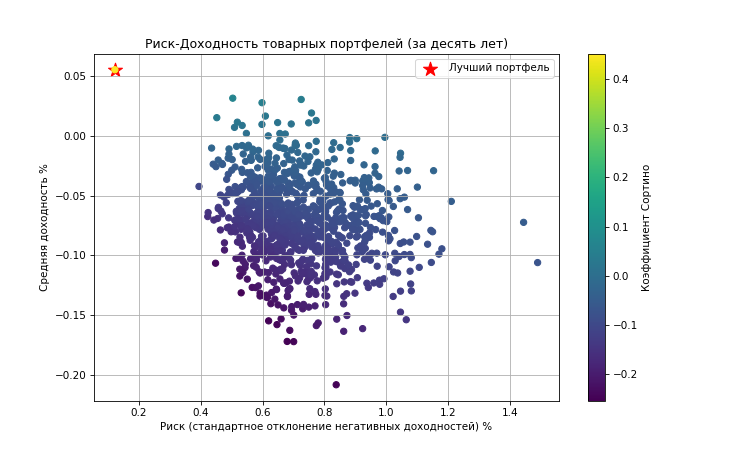 Риск-Доходность товарных портфелей (за десять лет)
Лучший портфель
Средняя доходность %
0.05
0.00
−0.05
−0.10
−0.15
−0.20
0.2 0.4 0.6 0.8 1.0 1.2 1.4
Риск (стандартное отклонение негативных доходностей) %
0.4
0.3
0.2
0.1
0.0
−0.1
−0.2
Коэффициент Сортино